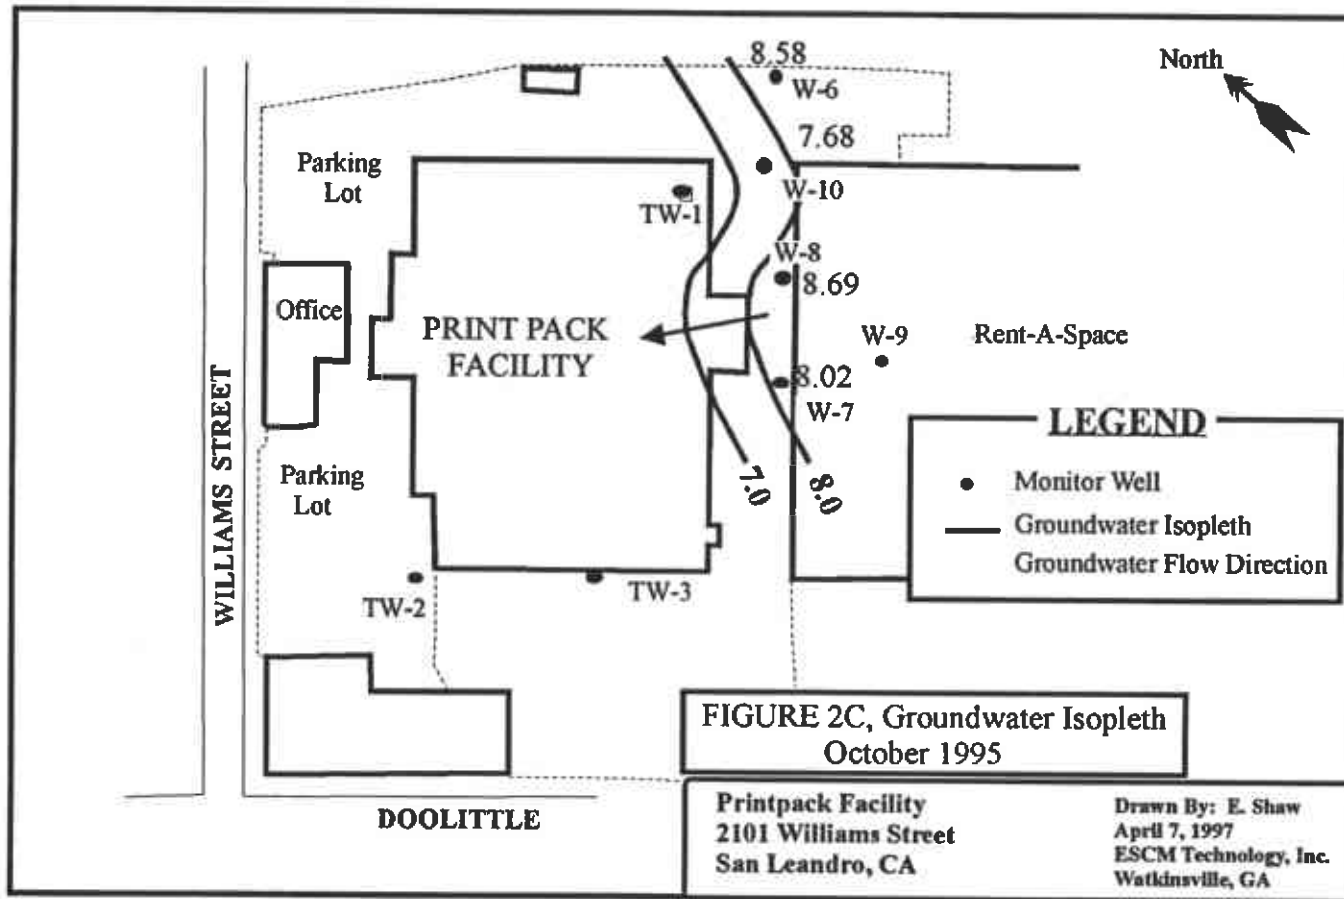 8.58
W-6
North
7.68
W-10
Parking
Lot
TW-1
W-8
8.69
Office
PRINT PACK
FACILITY
W-9
Rent-A-Space
8.02
W-7
WILLIAMS STREET
Parking
Lot
7.0
8.0
LEGEND
Monitor Well
Groundwater Isopleth
Groundwater Flow Direction
TW-2
TW-3
FIGURE 2C, Groundwater Isopleth
October 1995
DOOLITTLE
Printpack Facility
2101 Williams Street
San Leandro, CA
Drawn By: E. Shaw
April 7, 1997
ESCM Technology, Inc.
Watkinsville, GA